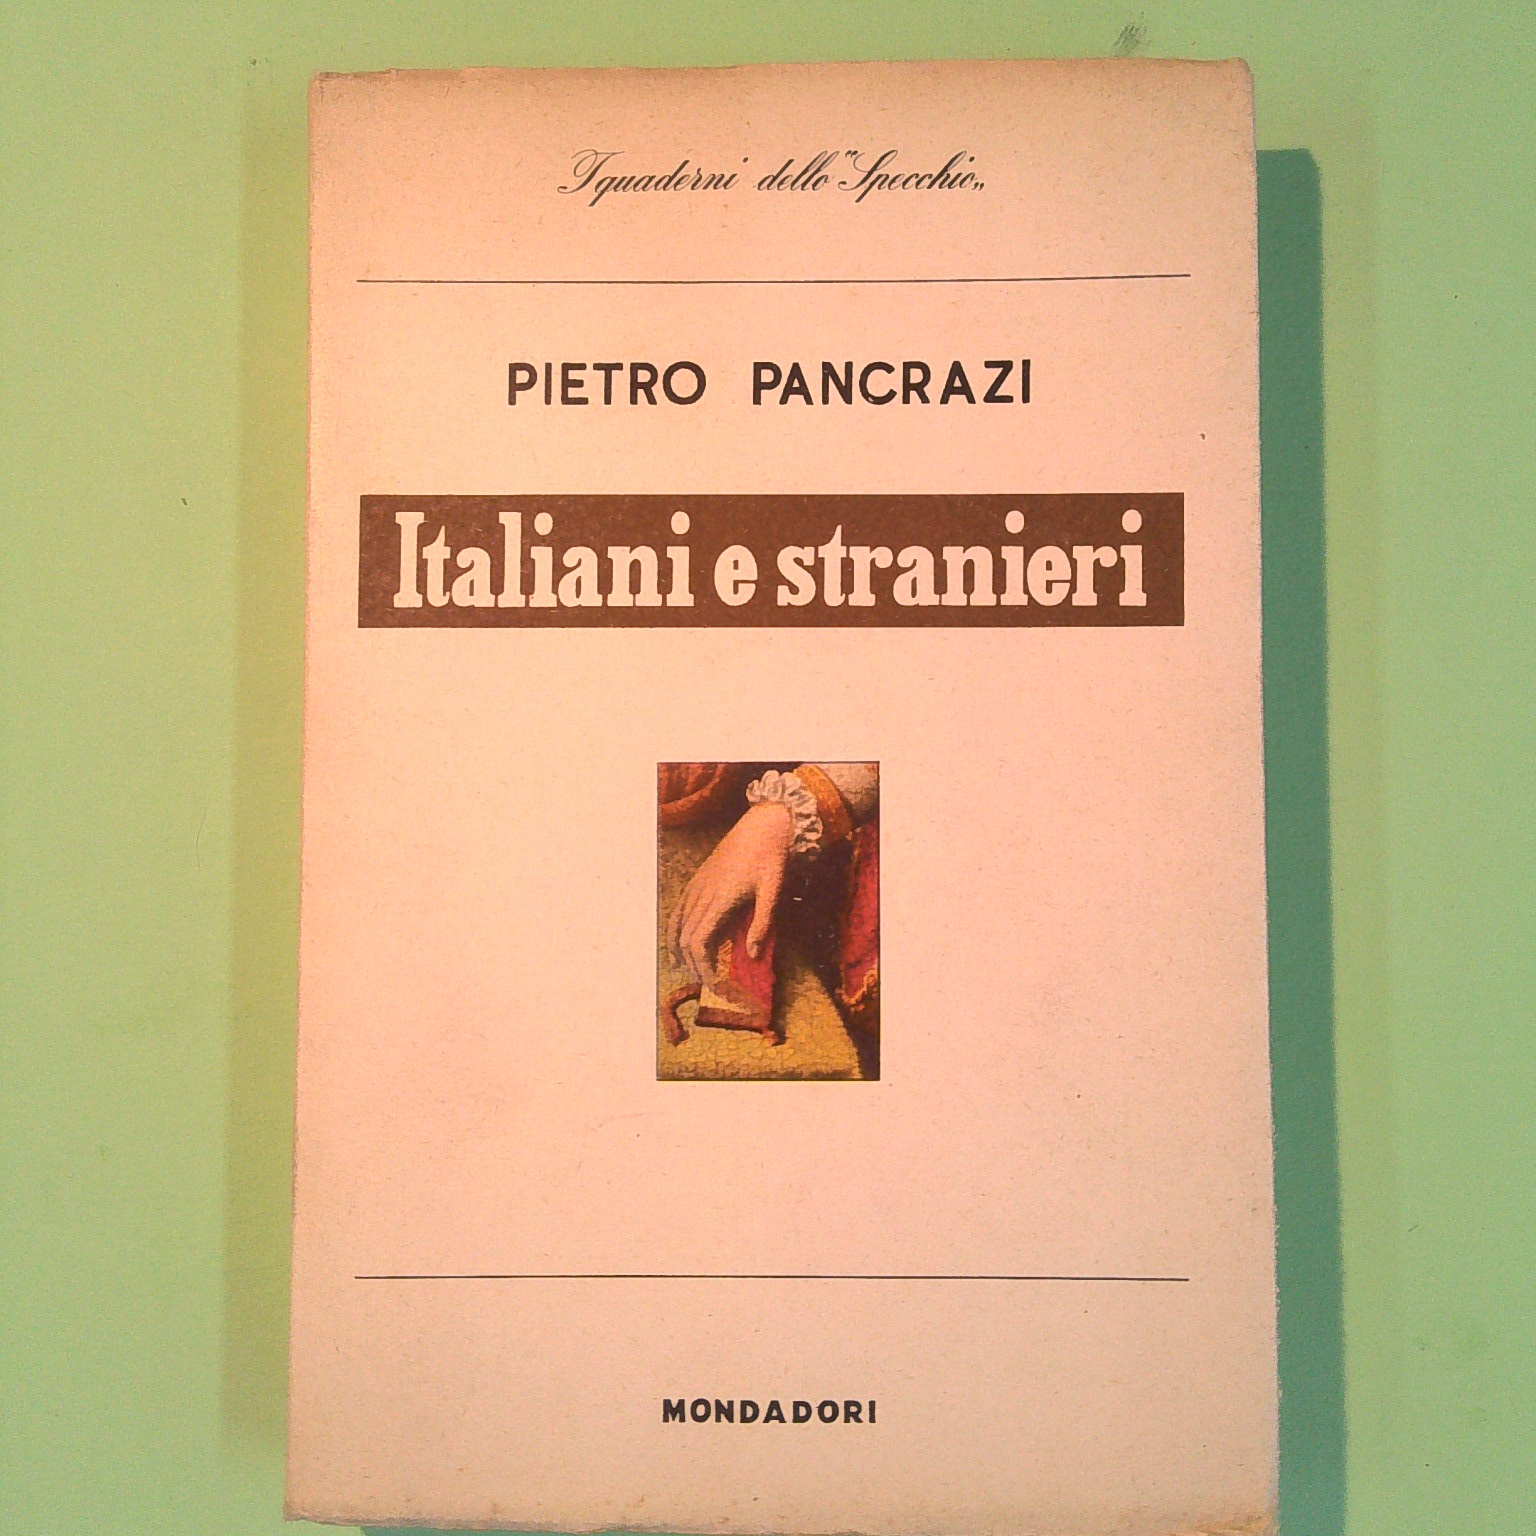 I quaderni dello "Specchio„
PIETRO PANCRAZI
Italiani e stranieri
MONDADORI